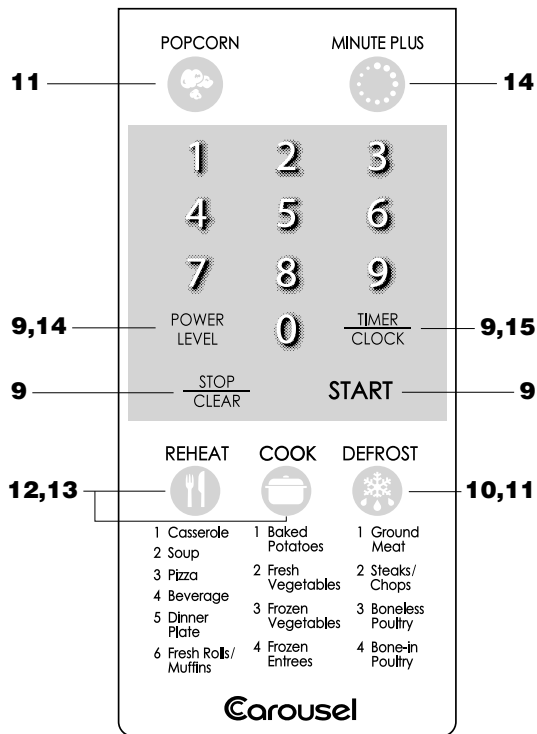 POPCORN
MINUTE PLUS
11
14
1 2 3
4 5 6
7 8 9
9,14
POWER
LEVEL
0
TIMER
CLOCK
9,15
9
STOP
CLEAR
START
9
REHEAT
COOK
DEFROST
12,13
10,11
1 Casserole
2 Soup
3 Pizza
4 Beverage
5 Dinner
Plate
6 Fresh Rolls/
Muffins
1 Baked
Potatoes
2 Fresh
Vegetables
3 Frozen
Vegetables
4 Frozen
Entrees
1 Ground
Meat
2 Steaks/
Chops
3 Boneless
Poultry
4 Bone-in
Poultry
Carousel